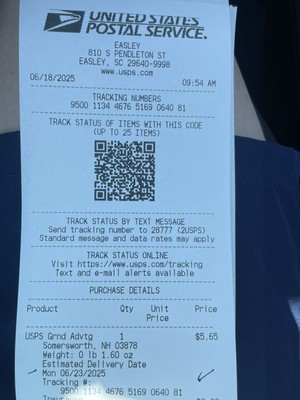 UNITED STATES
POSTAL SERVICE.
EASLEY
810 S PENDLETON ST
EASLEY, SC 29640-9998
www.usps.com
06/18/2025 09:54 AM
TRACKING NUMBERS
9500 1134 4676 5169 0640 81
TRACK STATUS OF ITEMS WITH THIS CODE
(UP TO 25 ITEMS)
TRACK STATUS BY TEXT MESSAGE
Send tracking number to 28777 (2USPS)
Standard message and data rates may apply
TRACK STATUS ONLINE
Visit https://www.usps.com/tracking
Text and e-mail alerts available
PURCHASE DETAILS
Product Qty Unit Price
Price
USPS Grnd Advtg 1 $5.65
Somersworth, NH 03878
Weight: 0 lb 1.60 oz
Estimated Delivery Date
Mon 06/23/2025
Tracking #:
9500 1134 4676 5169 0640 81